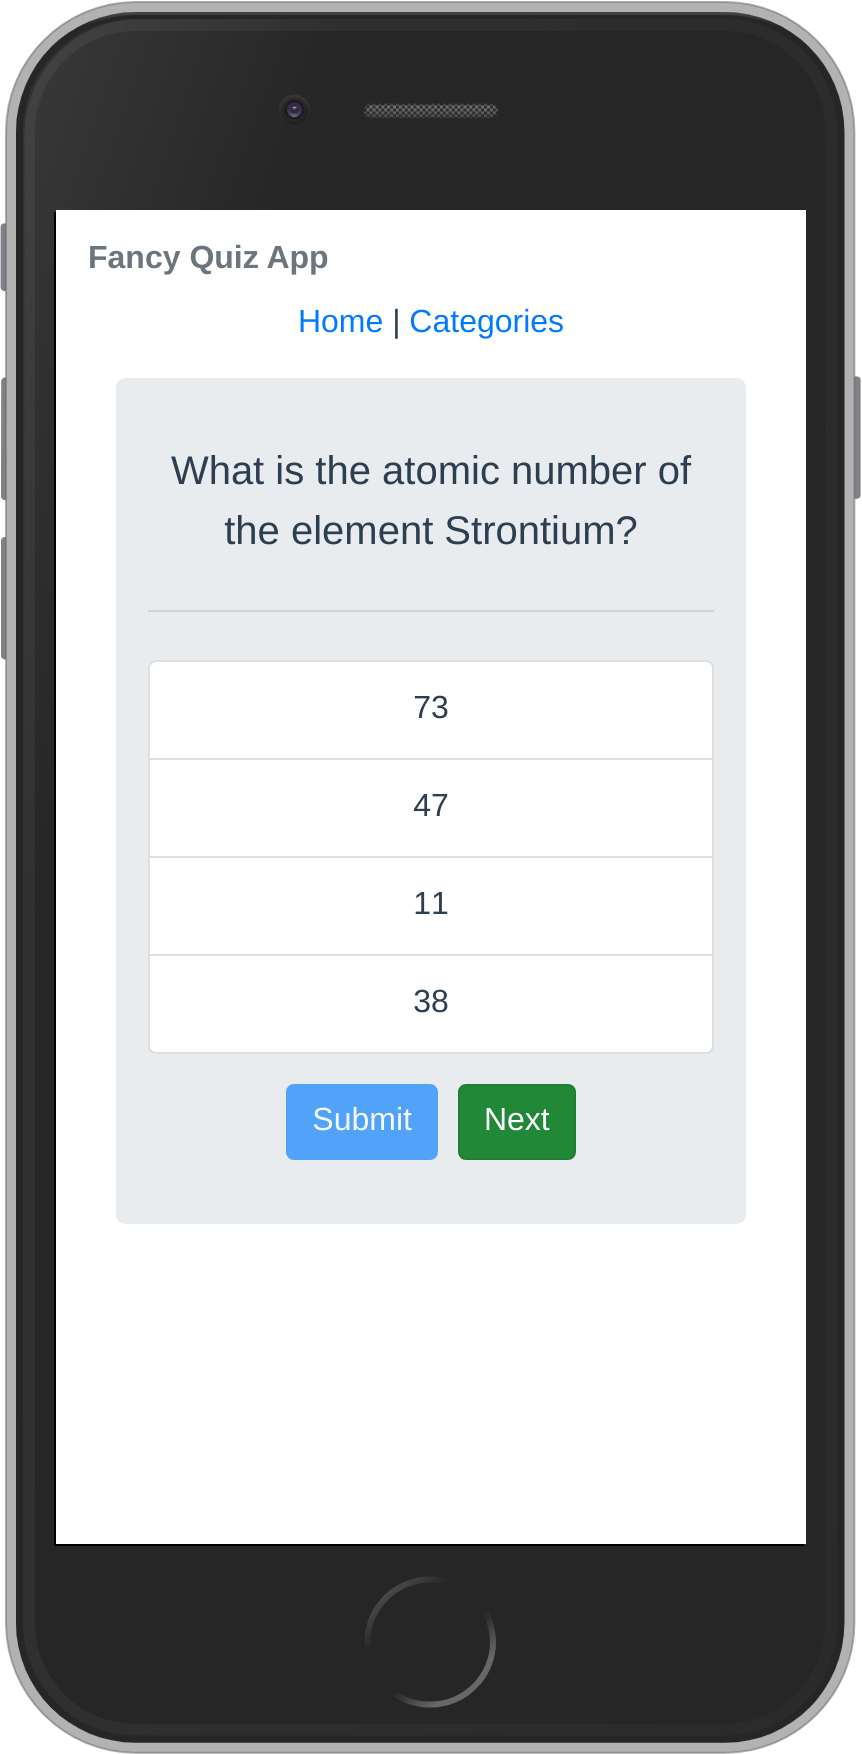 Fancy Quiz App
Home | Categories
What is the atomic number of
the element Strontium?
73
47
11
38
Submit Next